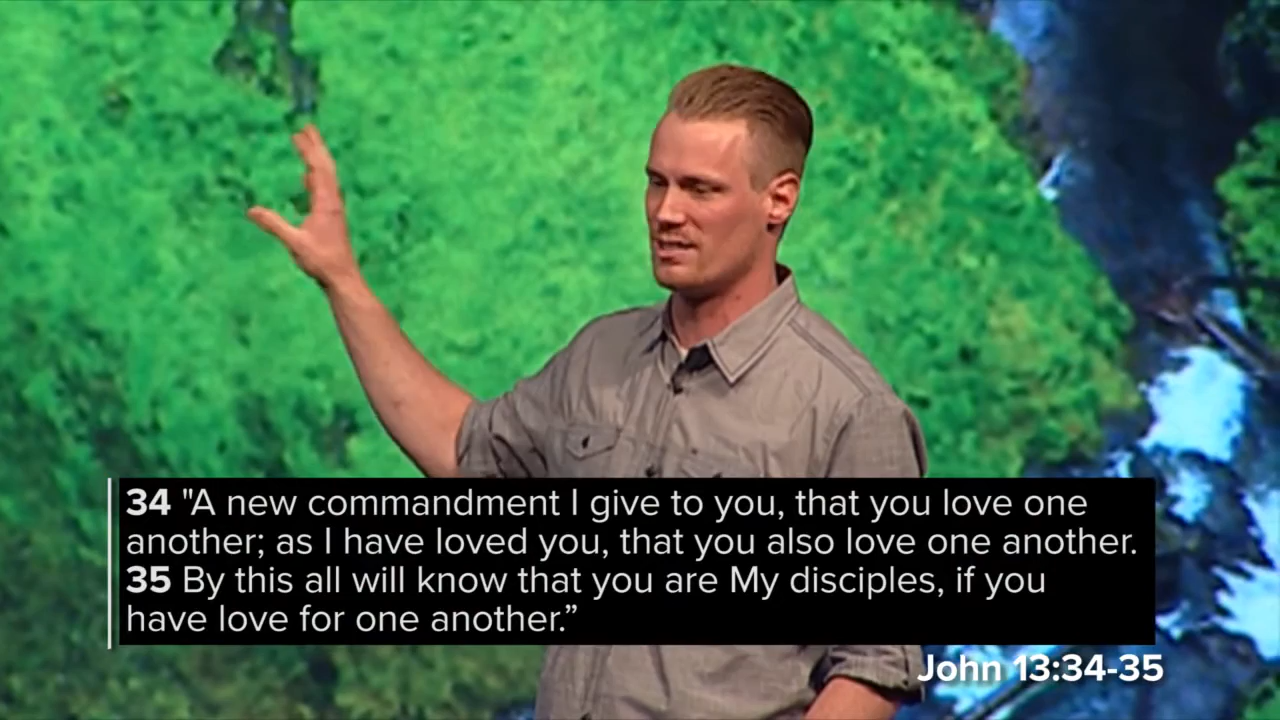 34 "A new commandment I give to you, that you love one
another; as I have loved you, that you also love one another.
35 By this all will know that you are My disciples, if you
have love for one another.”
John 13:34-35